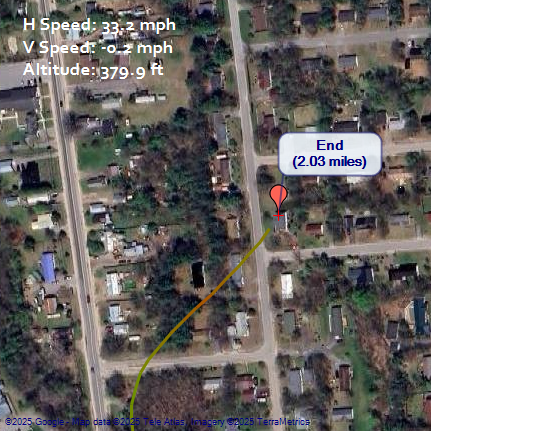 H Speed: 33.2 mph
V Speed: -0.2 mph
Altitude: 379.9 ft
End
(2.03 miles)
©2025 Google - Map data ©2025 Tele Atlas, Imagery ©2025 TerraMetrics